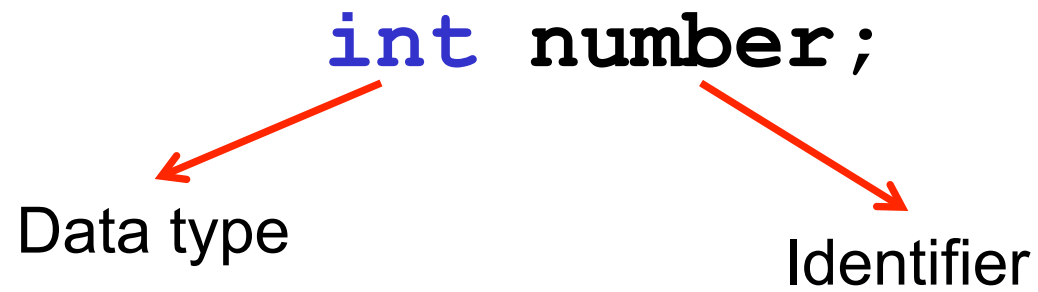 int number;
Data type
Identifier